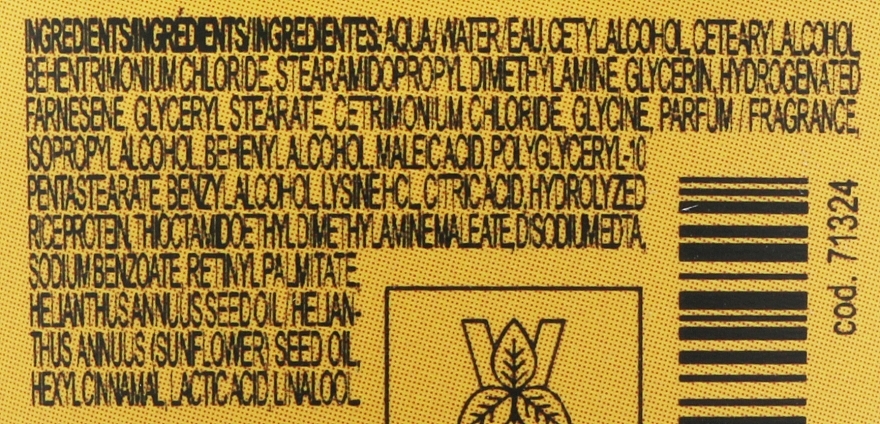 INGREDIENTS/INGRÉDIENTS/INGREDIENTES: AQUA / WATER / EAU, CETYL ALCOHOL, CETEARYL ALCOHOL,
BEHENTRIMONIUM CHLORIDE, STEARAMIDOPROPYL DIMETHYLAMINE, GLYCERIN, HYDROGENATED
FARNESENE, GLYCERYL STEARATE, CETRIMONIUM CHLORIDE, GLYCINE, PARFUM / FRAGRANCE,
ISOPROPYL ALCOHOL, BEHENYL ALCOHOL, MALEIC ACID, POLYGLYCERYL-10
PENTASTEARATE, BENZYL ALCOHOL, LYSINE HCL, CITRIC ACID, HYDROLYZED
RICE PROTEIN, THIOCTAMIDOETHYL DIMETHYLAMINE MALEATE, DISODIUM EDTA,
SODIUM BENZOATE, RETINYL PALMITATE,
HELIANTHUS ANNUUS SEED OIL / HELIAN-
THUS ANNUUS (SUNFLOWER) SEED OIL,
HEXYL CINNAMAL, LACTIC ACID, LINALOOL.
cod. 71324